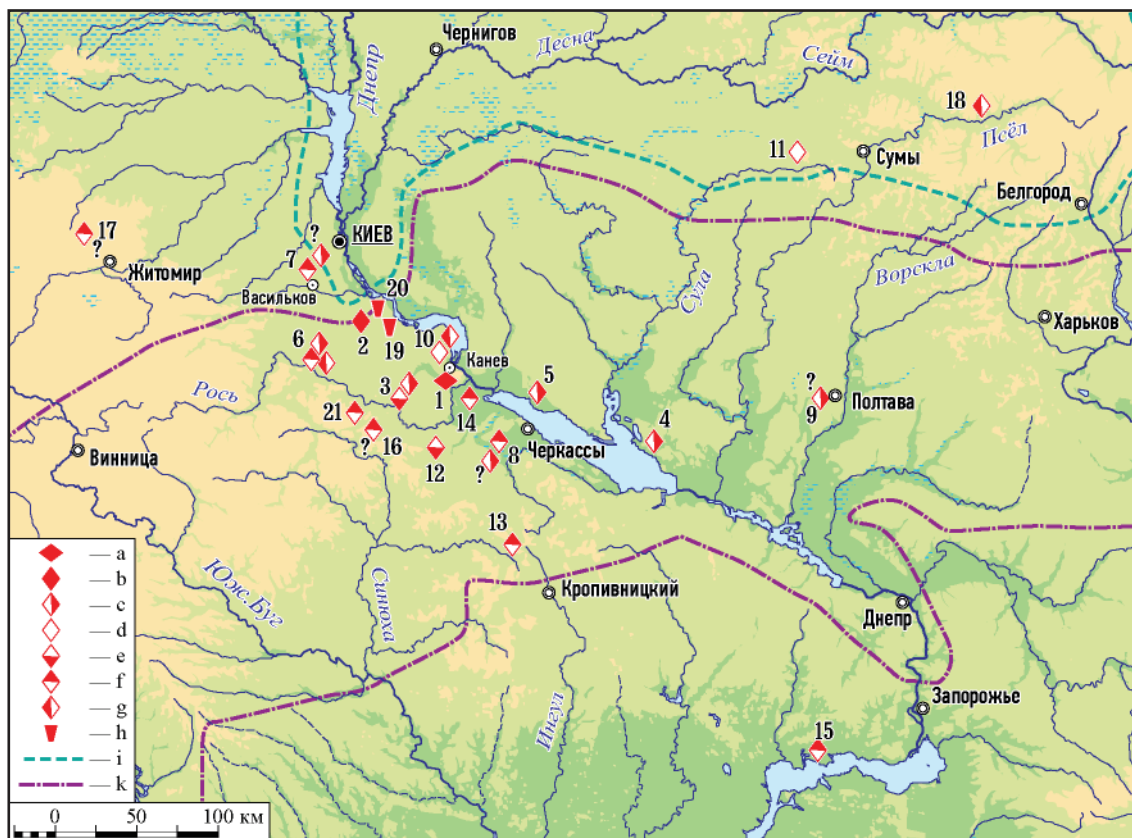 Чернигов
Десна
Сейм
Днепр
18
Псёл
11
Сумы
Белгород
17
?
Житомир
?
КИЕВ
7
Васильков
20
Сула
Ворскла
Харьков
6
2
19
10
Канев
Рось
3
1
14
5
?
9
Полтава
21
?
16
12
?
8
Черкассы
4
Винница
13
Кропивницкий
Юж.Буг
Синюха
Ингул
Днепр
Запорожье
15
— a
— b
— c
— d
— e
— f
— g
— h
— i
— k
0 50 100 км